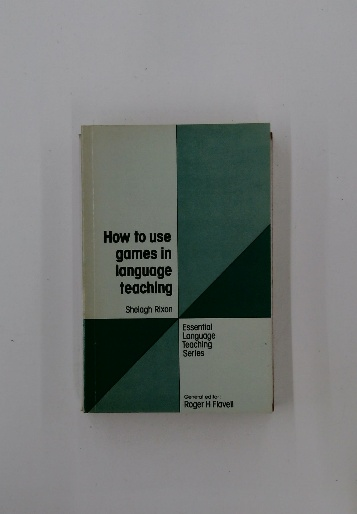 How to use
games in
language
teaching
Shelagh Rixon
Essential
Language
Teaching
Series
General editor:
Roger H Flavell